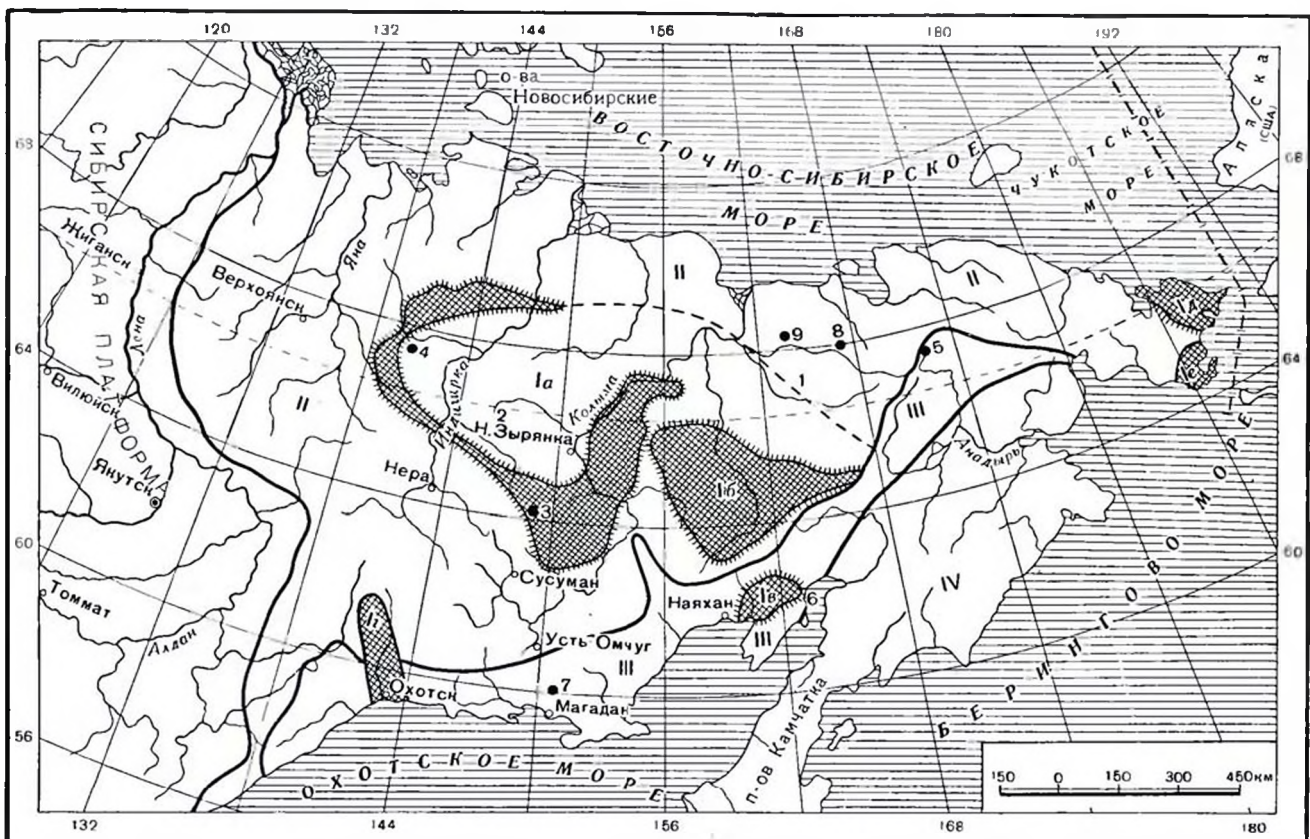 120 132 144 156 168 180 192
о-ва
Новосибирские
ВОСТОЧНО-СИБИРСКОЕ
МОРЕ
ЧУКОТСКОЕ
МОРЕ
Аляска
(США)
68
68
СИБИРСКАЯ ПЛАТФОРМА
Жиганск
Лена
Верхоянск
Яна
II
II
II
Iд
Iе
9
8
5
4
64
64
Iа
1
Индигирка
Колыма
2
Н.Зырянка
III
Анадырь
Вилюйск
II
Якутск
Нера
Iб
3
60
60
Сусуман
Наяхан
Iв
6
IV
III
Томмот
Алдан
Iг
Усть-Омчуг
III
Охотск
7
Магадан
56
ОХОТСКОЕ МОРЕ
п-ов Камчатка
БЕРИНГОВО МОРЕ
150 0 150 300 450км
132 144 156 168 180